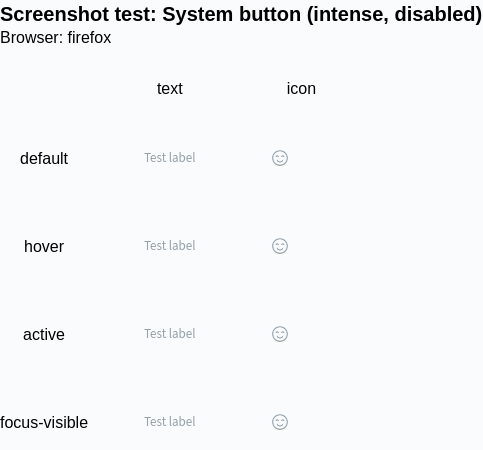 Screenshot test: System button (intense, disabled)
Browser: firefox
text icon
default Test label
hover Test label
active Test label
focus-visible Test label